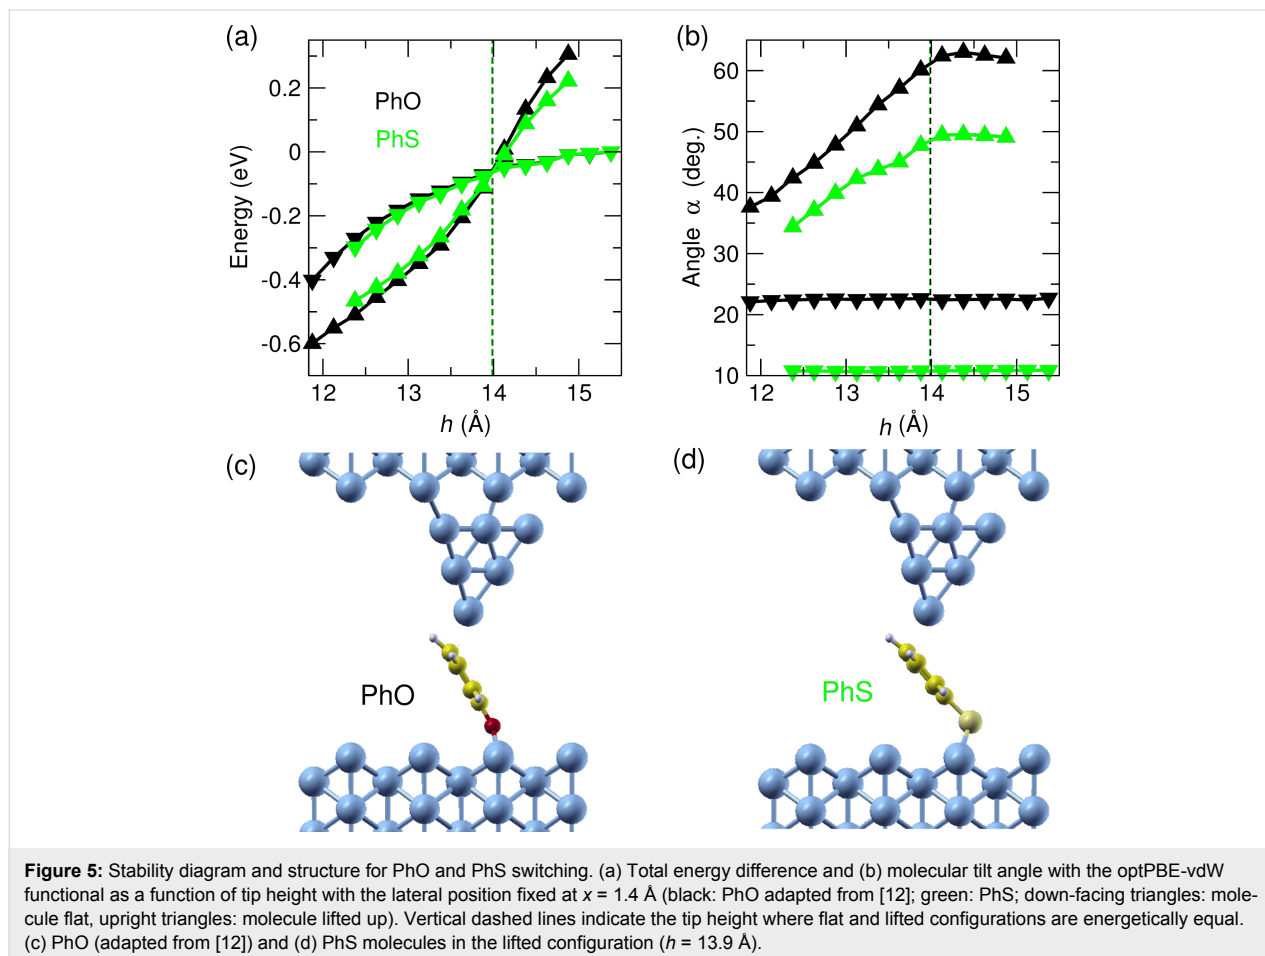 (a)
0.2
0
-0.2
-0.4
-0.6
Energy (eV)
PhO
PhS
12
13
14
15
h (Å)
(b)
60
50
40
30
20
10
Angle α (deg.)
12
13
14
15
h (Å)
(c)
PhO
(d)
PhS
Figure 5: Stability diagram and structure for PhO and PhS switching. (a) Total energy difference and (b) molecular tilt angle with the optPBE-vdW
functional as a function of tip height with the lateral position fixed at x = 1.4 Å (black: PhO adapted from [12]; green: PhS; down-facing triangles: mole-
cule flat, upright triangles: molecule lifted up). Vertical dashed lines indicate the tip height where flat and lifted configurations are energetically equal.
(c) PhO (adapted from [12]) and (d) PhS molecules in the lifted configuration (h = 13.9 Å).